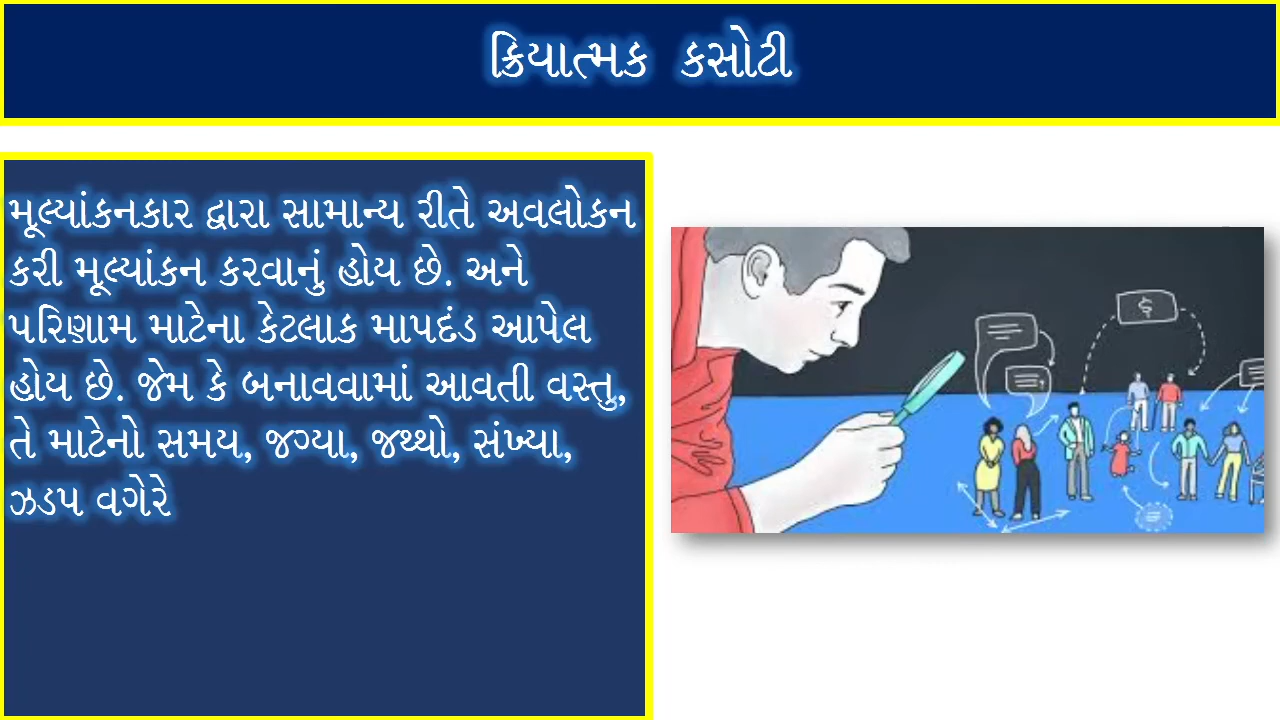 ક્રિયાત્મક કસોટી
મૂલ્યાંકનકાર દ્વારા સામાન્ય રીતે અવલોકન
કરી મૂલ્યાંકન કરવાનું હોય છે. અને
પરિણામ માટેના કેટલાક માપદંડ આપેલ
હોય છે. જેમ કે બનાવવામાં આવતી વસ્તુ,
તે માટેનો સમય, જગ્યા, જથ્થો, સંખ્યા,
ઝડપ વગેરે
$